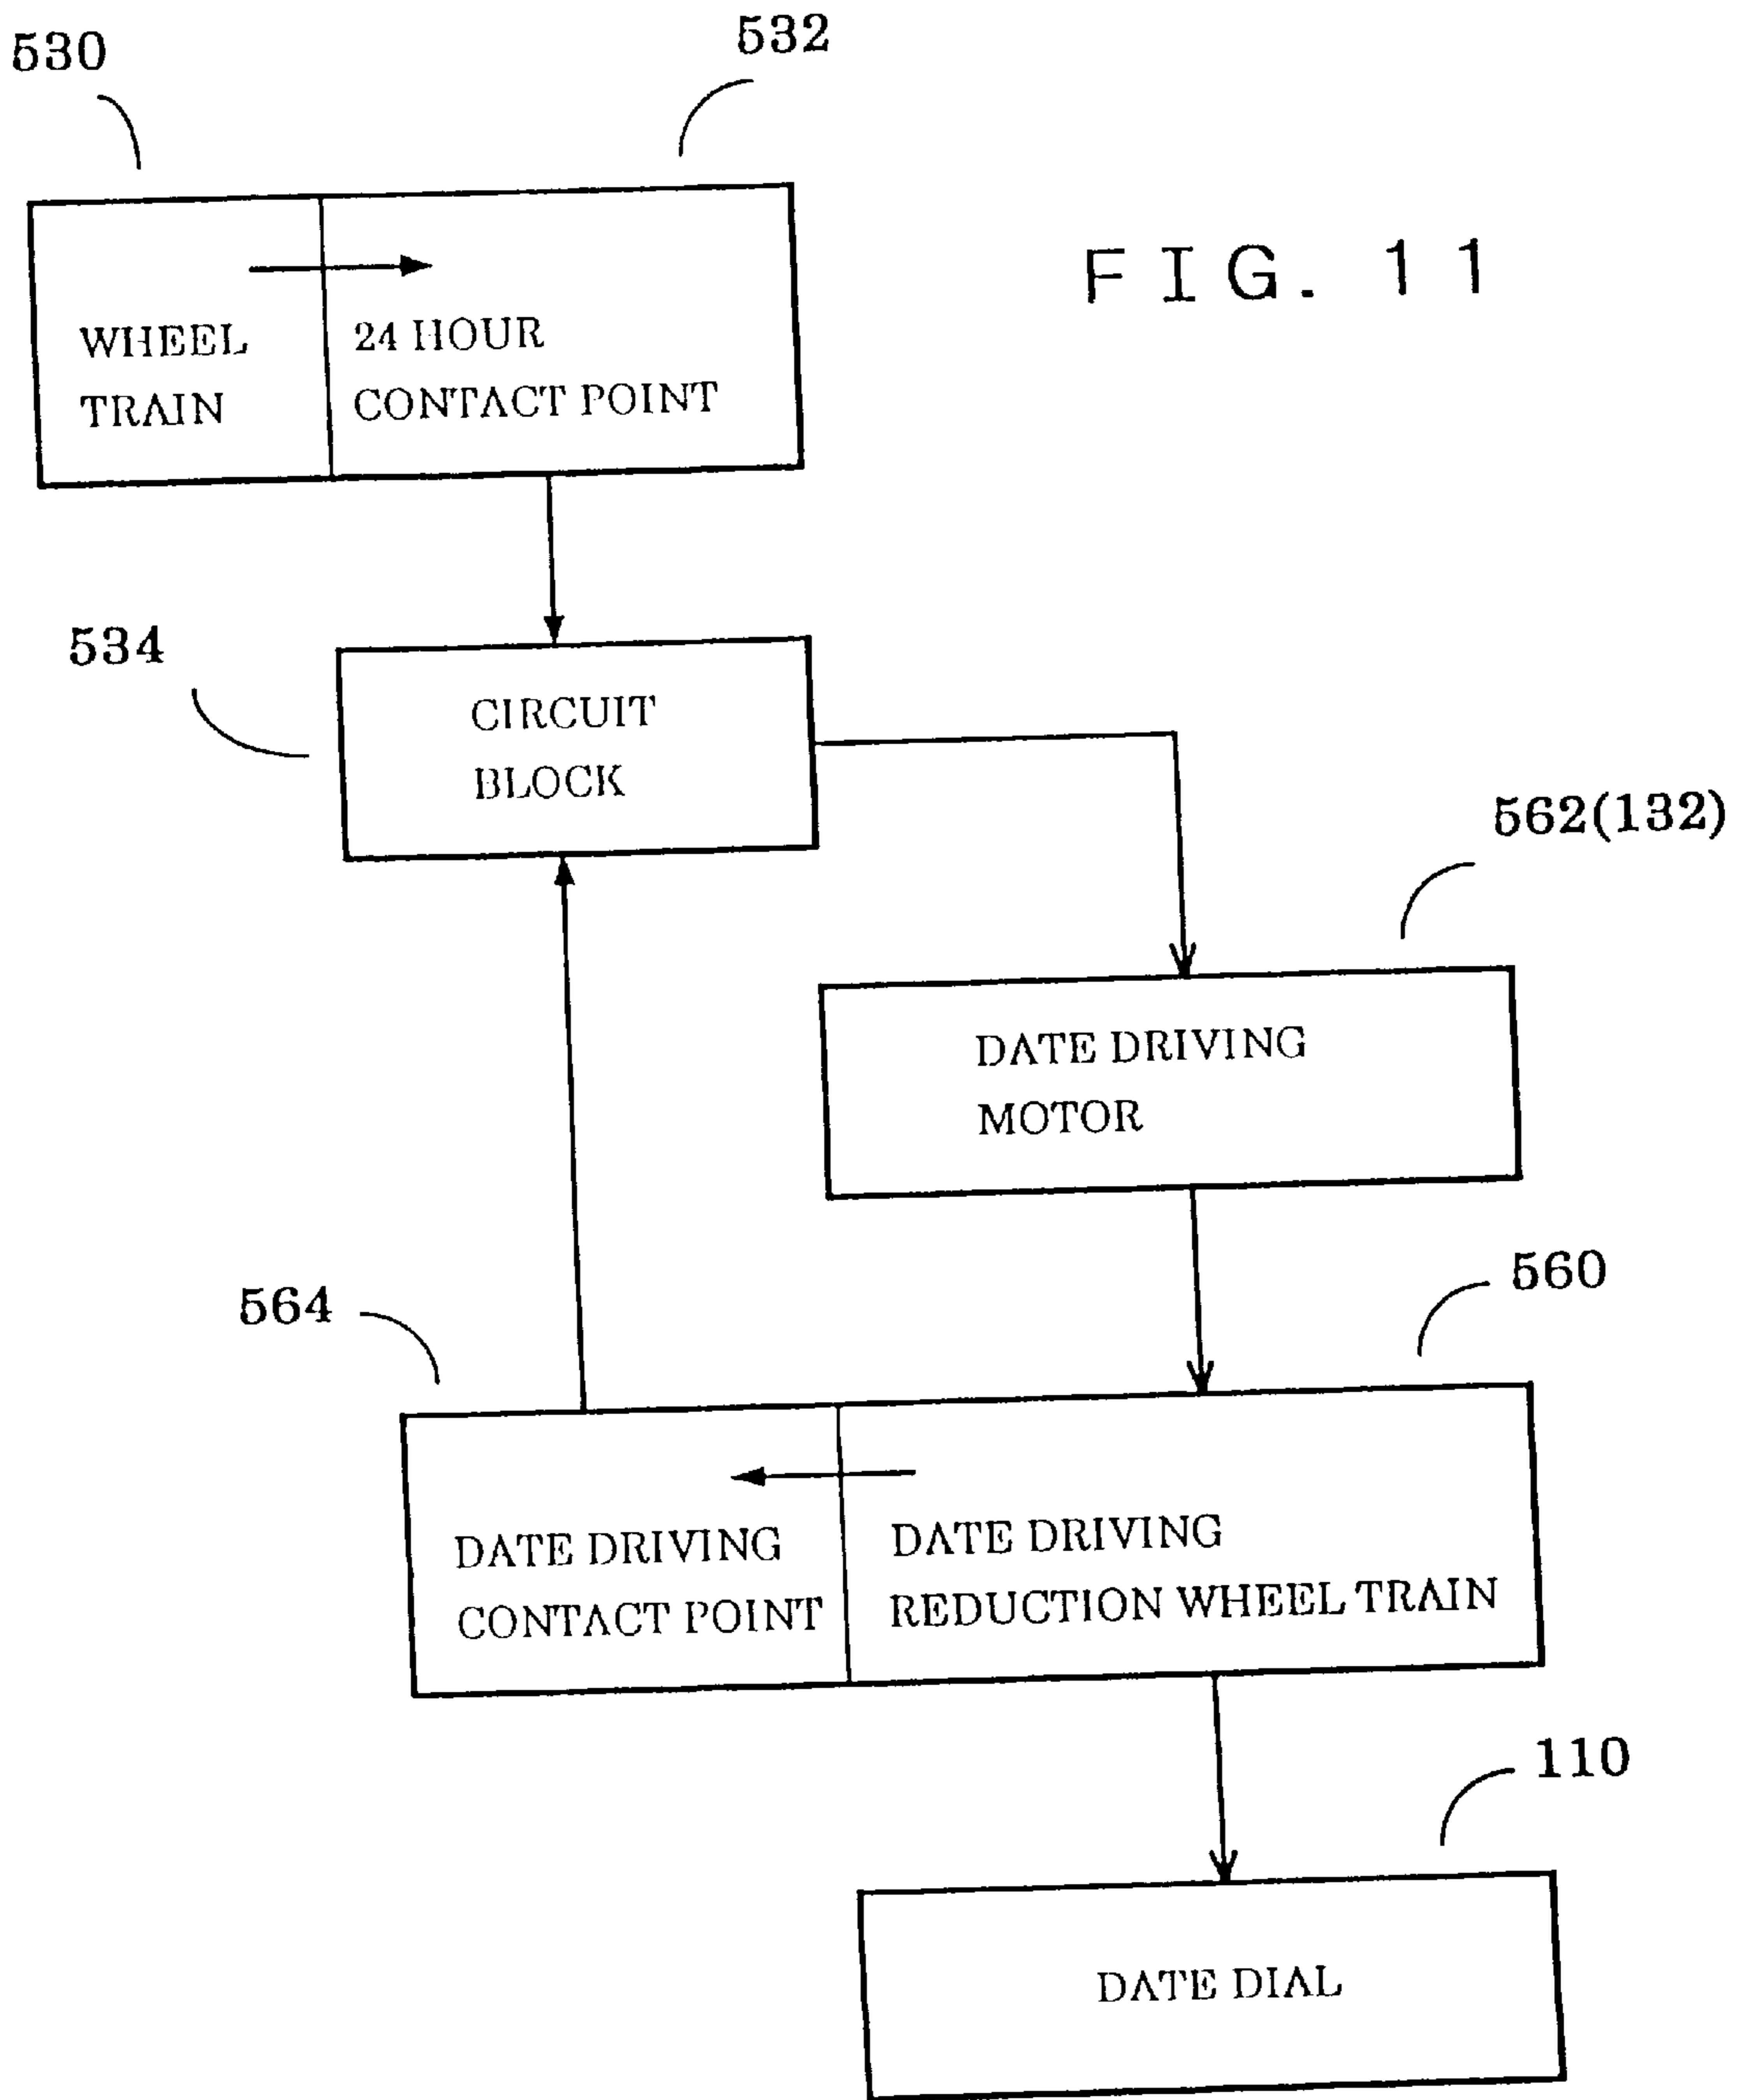 530
532
FIG. 11
WHEEL
TRAIN
24 HOUR
CONTACT POINT
534
CIRCUIT
BLOCK
562(132)
DATE DRIVING
MOTOR
564
560
DATE DRIVING
CONTACT POINT
DATE DRIVING
REDUCTION WHEEL TRAIN
110
DATE DIAL